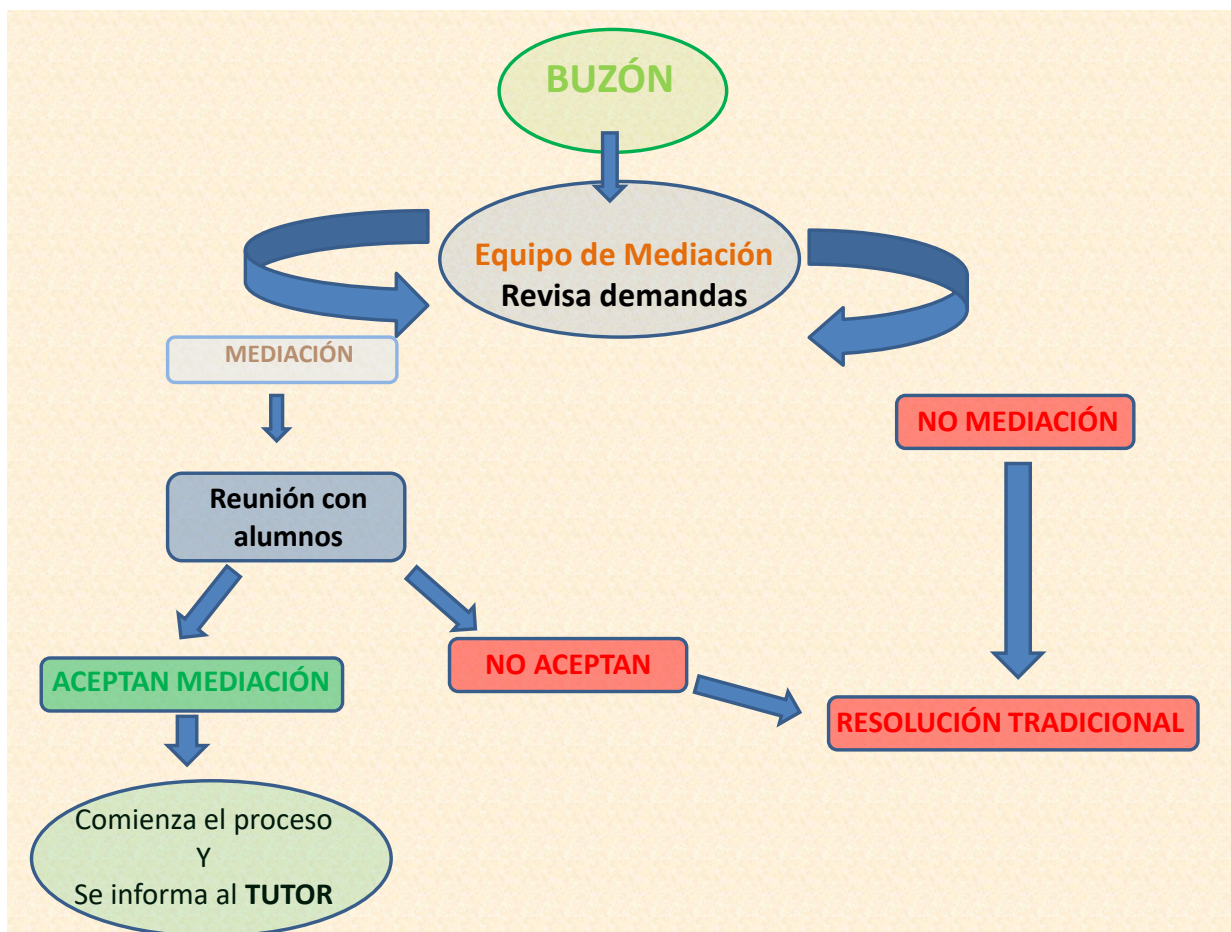 BUZÓN
Equipo de Mediación
Revisa demandas
MEDIACIÓN
NO MEDIACIÓN
Reunión con
alumnos
ACEPTAN MEDIACIÓN
NO ACEPTAN
RESOLUCIÓN TRADICIONAL
Comienza el proceso
Y
Se informa al TUTOR